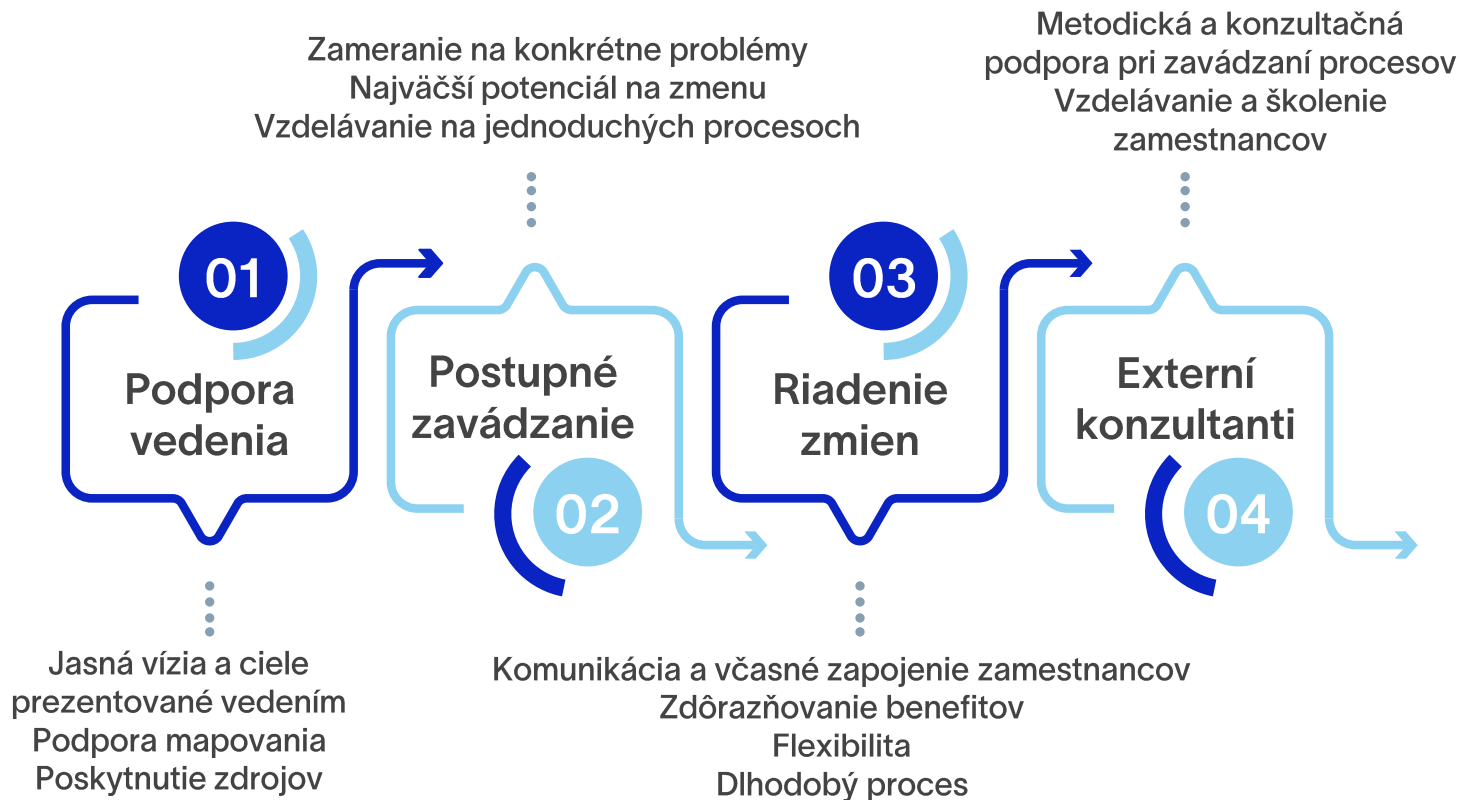 01
Podpora
vedenia
Jasná vízia a ciele
prezentované vedením
Podpora mapovania
Poskytnutie zdrojov
Zameranie na konkrétne problémy
Najväčší potenciál na zmenu
Vzdelávanie na jednoduchých procesoch
Postupné
zavádzanie
02
03
Riadenie
zmien
Komunikácia a včasné zapojenie zamestnancov
Zdôrazňovanie benefitov
Flexibilita
Dlhodobý proces
Metodická a konzultačná
podpora pri zavádzaní procesov
Vzdelávanie a školenie
zamestnancov
Externí
konzultanti
04